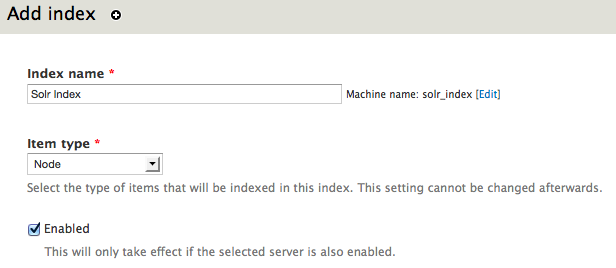 Add index
Index name *
Solr Index Machine name: solr_index [Edit]
Item type *
Node
Select the type of items that will be indexed in this index. This setting cannot be changed afterwards.
Enabled
This will only take effect if the selected server is also enabled.